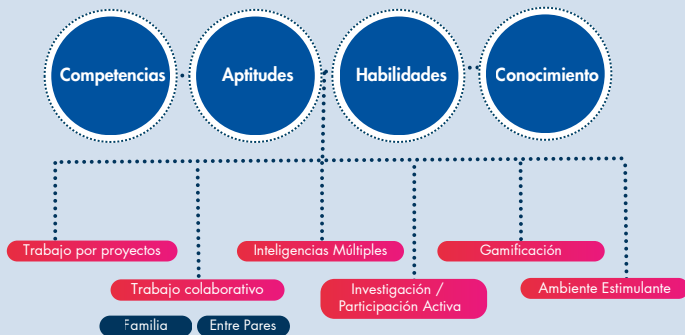 Competencias
Aptitudes
Habilidades
Conocimiento
Trabajo por proyectos
Inteligencias Múltiples
Gamificación
Trabajo colaborativo
Investigación /
Participación Activa
Ambiente Estimulante
Familia
Entre Pares